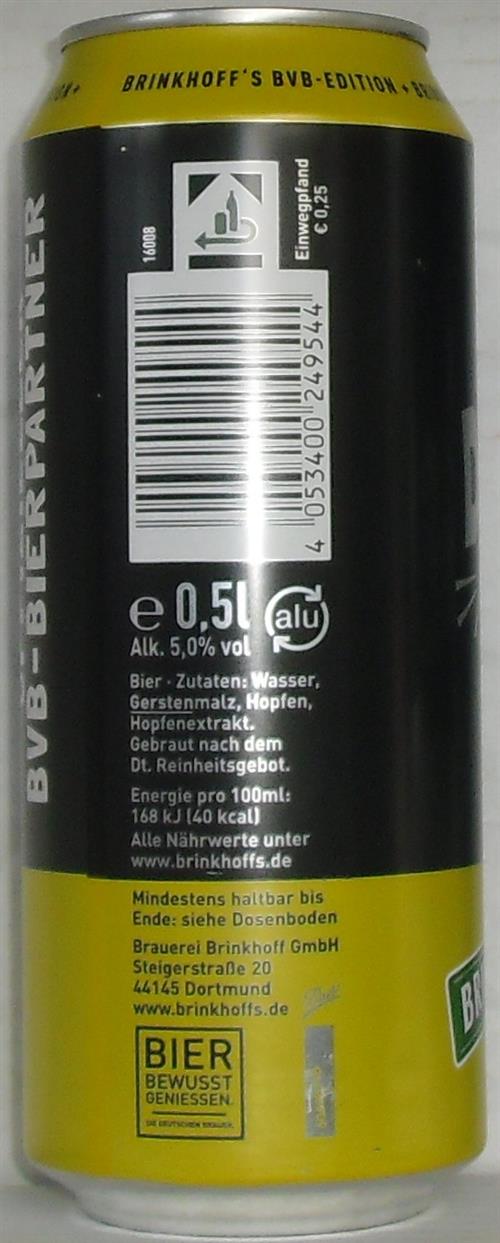 BRINKHOFF'S BVB-EDITION +
BVB-BIERPARTNER
16008
Einwegpfand
€ 0,25
4 053400 249544
e 0,5l
alu
Alk. 5,0% vol
Bier · Zutaten: Wasser,
Gerstenmalz, Hopfen,
Hopfenextrakt.
Gebraut nach dem
Dt. Reinheitsgebot.
Energie pro 100ml:
168 kJ (40 kcal)
Alle Nährwerte unter
www.brinkhoffs.de
Mindestens haltbar bis
Ende: siehe Dosenboden
Brauerei Brinkhoff GmbH
Steigerstraße 20
44145 Dortmund
www.brinkhoffs.de
Ball
BIER
BEWUSST
GENIESSEN.
DIE DEUTSCHEN BRAUER.